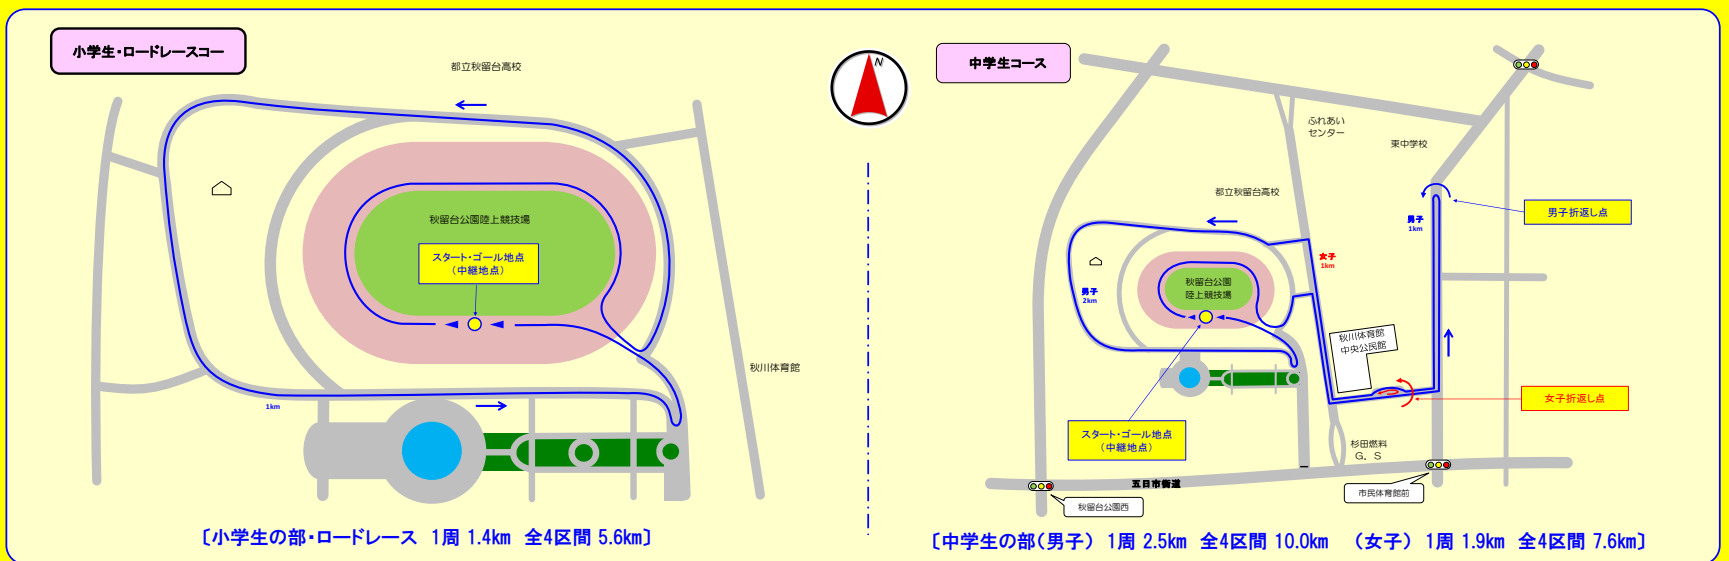 小学生・ロードレースコー
都立秋留台高校
秋留台公園陸上競技場
スタート・ゴール地点
（中継地点）
秋川体育館
1km
〔小学生の部・ロードレース 1周 1.4km 全4区間 5.6km〕
N
中学生コース
ふれあい
センター
東中学校
都立秋留台高校
男子折返し点
男子
1km
女子
1km
秋留台公園
陸上競技場
男子
2km
秋川体育館
中央公民館
女子折返し点
スタート・ゴール地点
（中継地点）
杉田燃料
G．S
五日市街道
市民体育館前
秋留台公園西
〔中学生の部（男子） 1周 2.5km 全4区間 10.0km （女子） 1周 1.9km 全4区間 7.6km〕